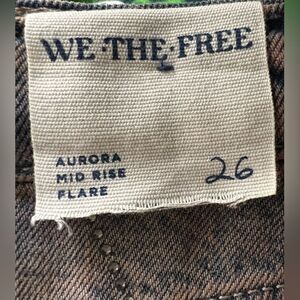 WE·THE·FREE
AURORA
MID RISE
FLARE
26